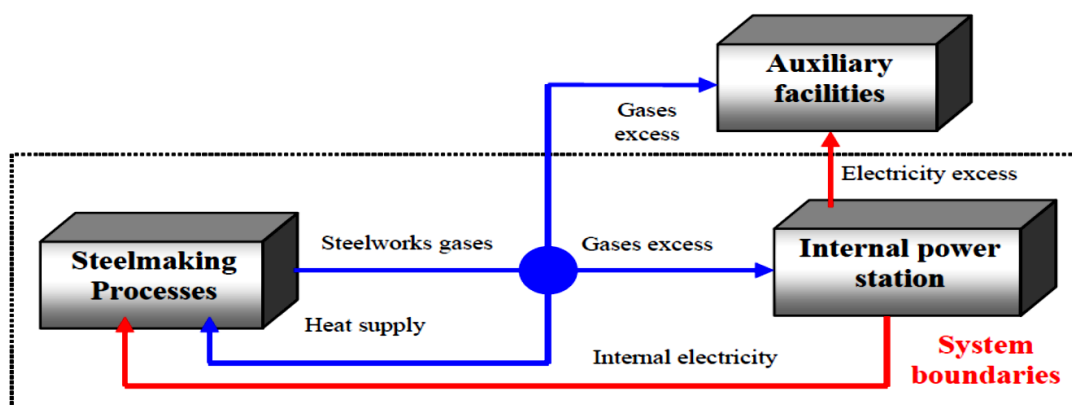 Auxiliary
facilities
Gases
excess
Electricity excess
Steelworks gases
Gases excess
Steelmaking
Processes
Internal power
station
Heat supply
Internal electricity
System
boundaries